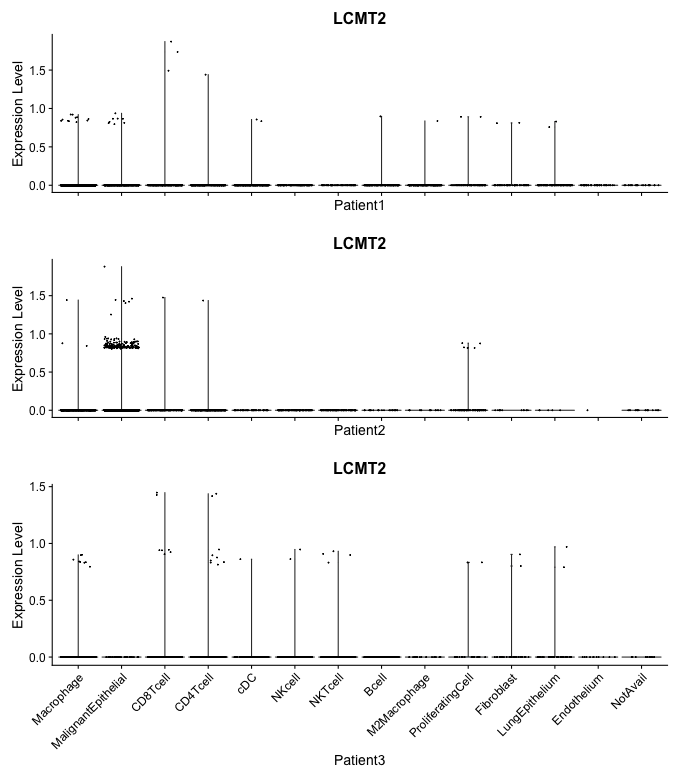 LCMT2
Expression Level
1.5
1.0
0.5
0.0
Patient1
LCMT2
Expression Level
1.5
1.0
0.5
0.0
Patient2
LCMT2
Expression Level
1.5
1.0
0.5
0.0
Macrophage
MalignantEpithelial
CD8Tcell
CD4Tcell
cDC
NKcell
NKTcell
Bcell
M2Macrophage
ProliferatingCell
Fibroblast
LungEpithelium
Endothelium
NotAvail
Patient3